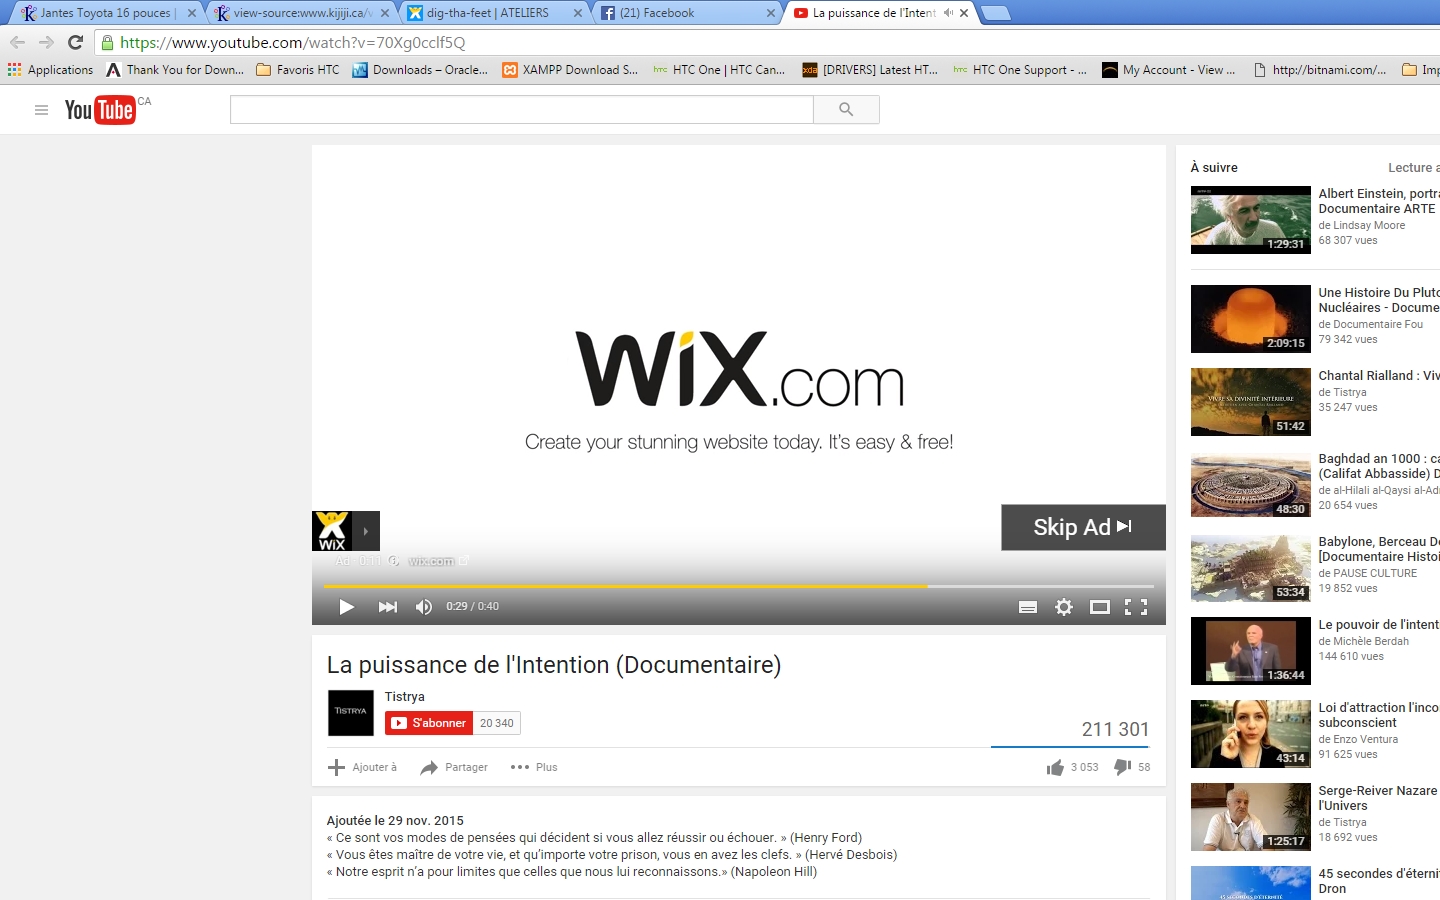 Jantes Toyota 16 pouces |
view-source:www.kijiji.ca/v
dig-tha-feet | ATELIERS
(21) Facebook
La puissance de l'Intent
https://www.youtube.com/watch?v=70Xg0cclf5Q
Applications
Thank You for Down...
Favoris HTC
Downloads – Oracle...
XAMPP Download S...
HTC One | HTC Can...
[DRIVERS] Latest HT...
HTC One Support - ...
My Account - View ...
http://bitnami.com/...
Imp
YouTube CA
WiX.com
Create your stunning website today. It's easy & free!
WiX
Skip Ad
Ad · 0:11 wix.com
0:29 / 0:40
La puissance de l'Intention (Documentaire)
TISTRYA
Tistrya
S'abonner 20 340
211 301
Ajouter à Partager Plus 3 053 58
Ajoutée le 29 nov. 2015
« Ce sont vos modes de pensées qui décident si vous allez réussir ou échouer. » (Henry Ford)
« Vous êtes maître de votre vie, et qu'importe votre prison, vous en avez les clefs. » (Hervé Desbois)
« Notre esprit n'a pour limites que celles que nous lui reconnaissons.» (Napoleon Hill)
À suivre Lecture a
Albert Einstein, portra
Documentaire ARTE
de Lindsay Moore
68 307 vues
1:29:31
Une Histoire Du Pluto
Nucléaires - Docume
de Documentaire Fou
79 342 vues
2:09:15
Chantal Rialland : Viv
de Tistrya
35 247 vues
VIVRE SA DIVINITÉ INTÉRIEURE
51:42
Baghdad an 1000 : ca
(Califat Abbasside) D
de al-Hilali al-Qaysi al-Adn
20 654 vues
48:30
Babylone, Berceau De
[Documentaire Histoi
de PAUSE CULTURE
19 852 vues
53:34
Le pouvoir de l'intent
de Michèle Berdah
144 610 vues
1:36:44
Loi d'attraction l'incon
subconscient
de Enzo Ventura
91 625 vues
43:14
Serge-Reiver Nazare
l'Univers
de Tistrya
18 692 vues
1:25:17
45 secondes d'éternit
Dron
45 SECONDES D'ÉTERNITÉ